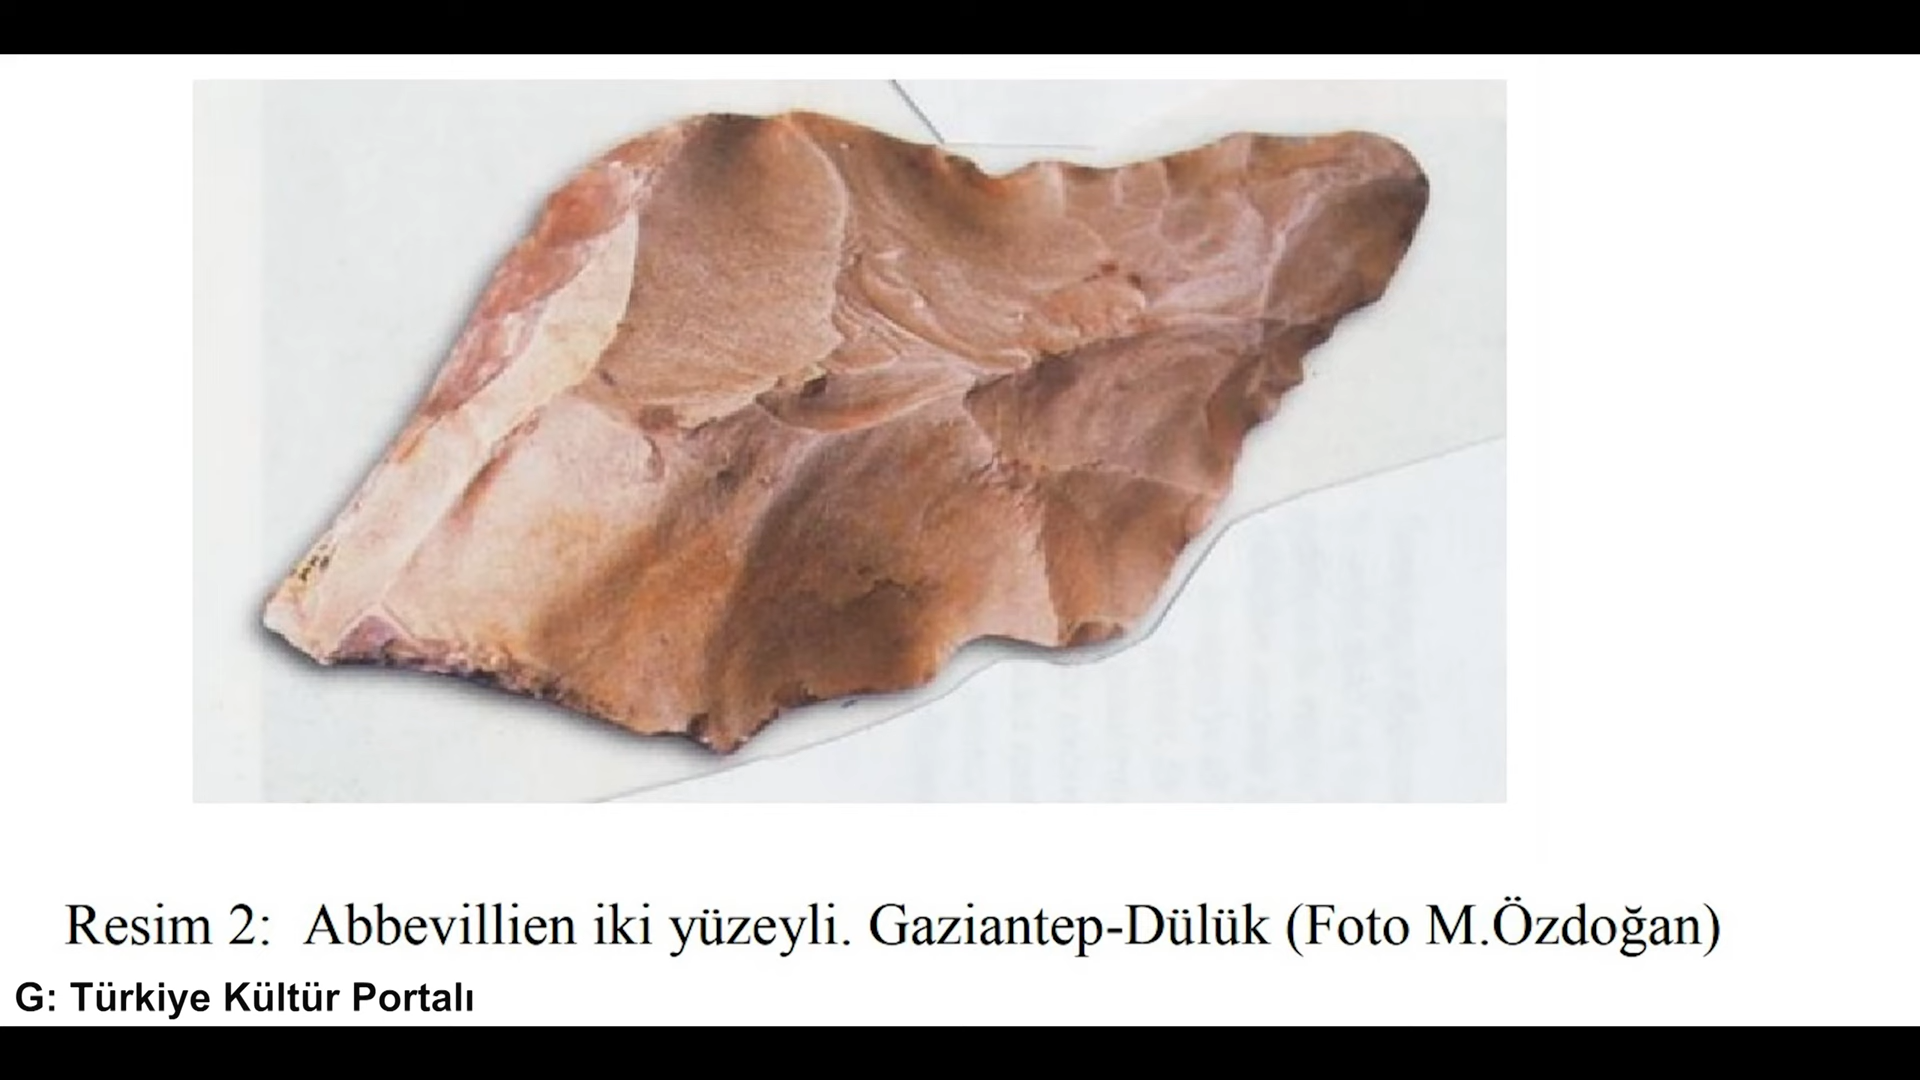 Resim 2: Abbevillien iki yüzeyli. Gaziantep-Dülük (Foto M.Özdoğan)
G: Türkiye Kültür Portalı